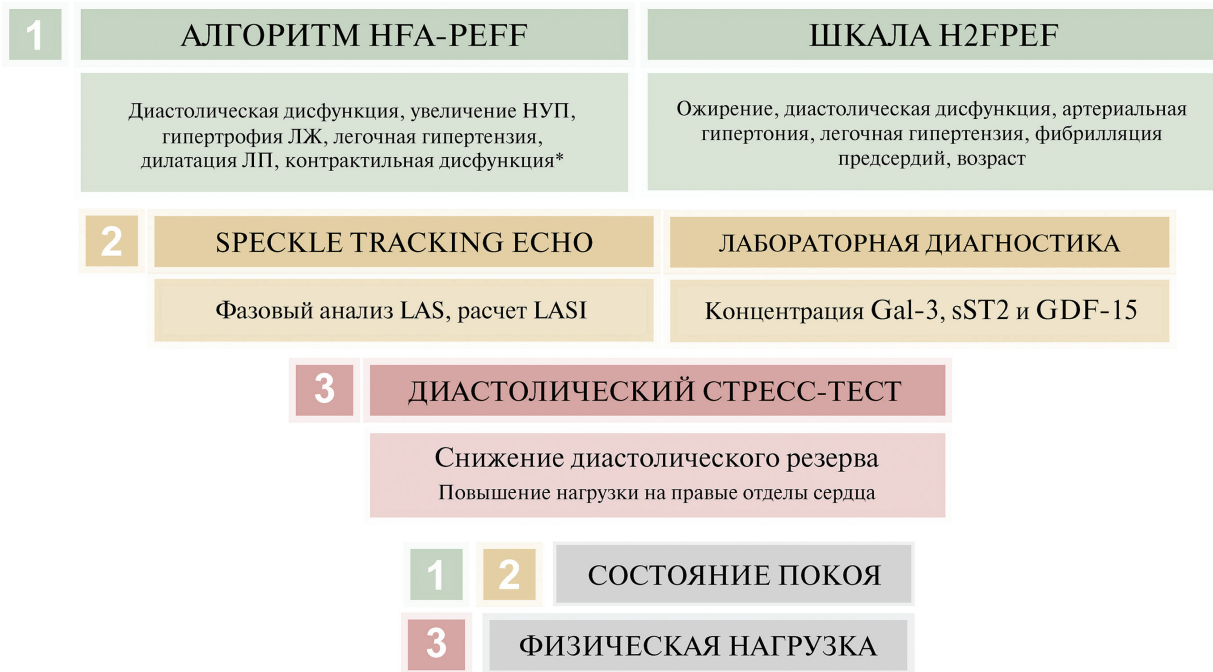 1
АЛГОРИТМ HFA-PEFF
ШКАЛА H2FPEF
Диастолическая дисфункция, увеличение НУП,
гипертрофия ЛЖ, легочная гипертензия,
дилатация ЛП, контрактильная дисфункция*
Ожирение, диастолическая дисфункция, артериальная
гипертония, легочная гипертензия, фибрилляция
предсердий, возраст
2
SPECKLE TRACKING ECHO
ЛАБОРАТОРНАЯ ДИАГНОСТИКА
Фазовый анализ LAS, расчет LASI
Концентрация Gal-3, sST2 и GDF-15
3
ДИАСТОЛИЧЕСКИЙ СТРЕСС-ТЕСТ
Снижение диастолического резерва
Повышение нагрузки на правые отделы сердца
1 2 СОСТОЯНИЕ ПОКОЯ
3 ФИЗИЧЕСКАЯ НАГРУЗКА